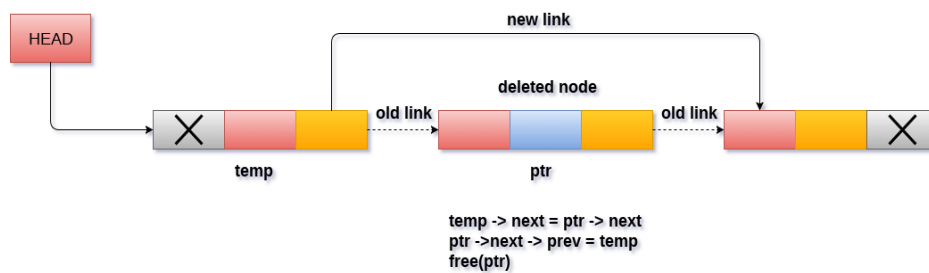 new link
HEAD
deleted node
old link
old link
temp
ptr
temp -> next = ptr -> next
ptr ->next -> prev = temp
free(ptr)